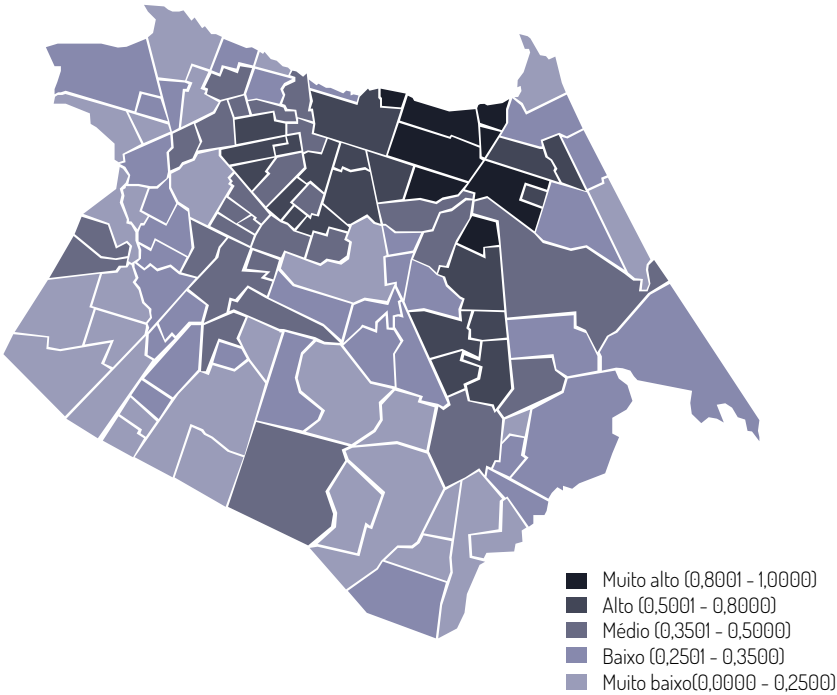 Muito alto (0,8001 - 1,0000)
Alto (0,5001 - 0,8000)
Médio (0,3501 - 0,5000)
Baixo (0,2501 - 0,3500)
Muito baixo(0,0000 - 0,2500)